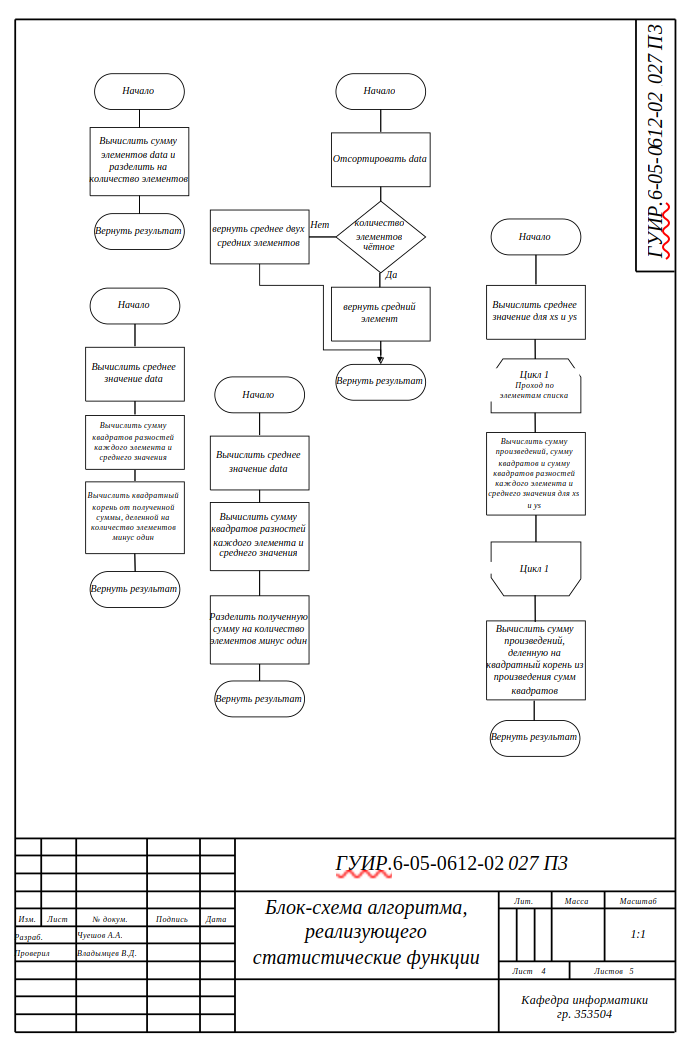 ГУИР.6-05-0612-02 027 ПЗ
Начало
Вычислить сумму
элементов data и
разделить на
количество элементов
Вернуть результат
Начало
Отсортировать data
количество
элементов
чётное
Нет
Да
вернуть среднее двух
средних элементов
вернуть средний
элемент
Вернуть результат
Начало
Вычислить среднее
значение data
Вычислить сумму
квадратов разностей
каждого элемента и
среднего значения
Вычислить квадратный
корень от полученной
суммы, деленной на
количество элементов
минус один
Вернуть результат
Начало
Вычислить среднее
значение data
Вычислить сумму
квадратов разностей
каждого элемента и
среднего значения
Разделить полученную
сумму на количество
элементов минус один
Вернуть результат
Начало
Вычислить среднее
значение для xs и ys
Цикл 1
Проход по
элементам списка
Вычислить сумму
произведений, сумму
квадратов и сумму
квадратов разностей
каждого элемента и
среднего значения для xs
и ys
Цикл 1
Вычислить сумму
произведений,
деленную на
квадратный корень из
произведения сумм
квадратов
Вернуть результат
ГУИР.6-05-0612-02 027 ПЗ
Изм. Лист № докум. Подпись Дата
Разраб. Чуешов А.А.
Проверил Владымцев В.Д.
Блок-схема алгоритма,
реализующего
статистические функции
Лит. Масса Масштаб
1:1
Лист 4 Листов 5
Кафедра информатики
гр. 353504